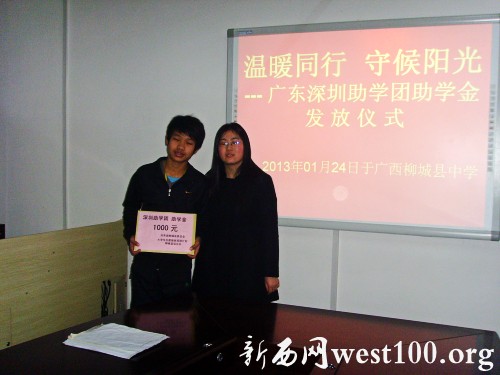 温暖同行 守候阳光
--- 广东深圳助学团助学金
发放仪式
2013年01月24日于广西柳城县中学
深圳助学团 助学金
1000 元
新西网west100.org